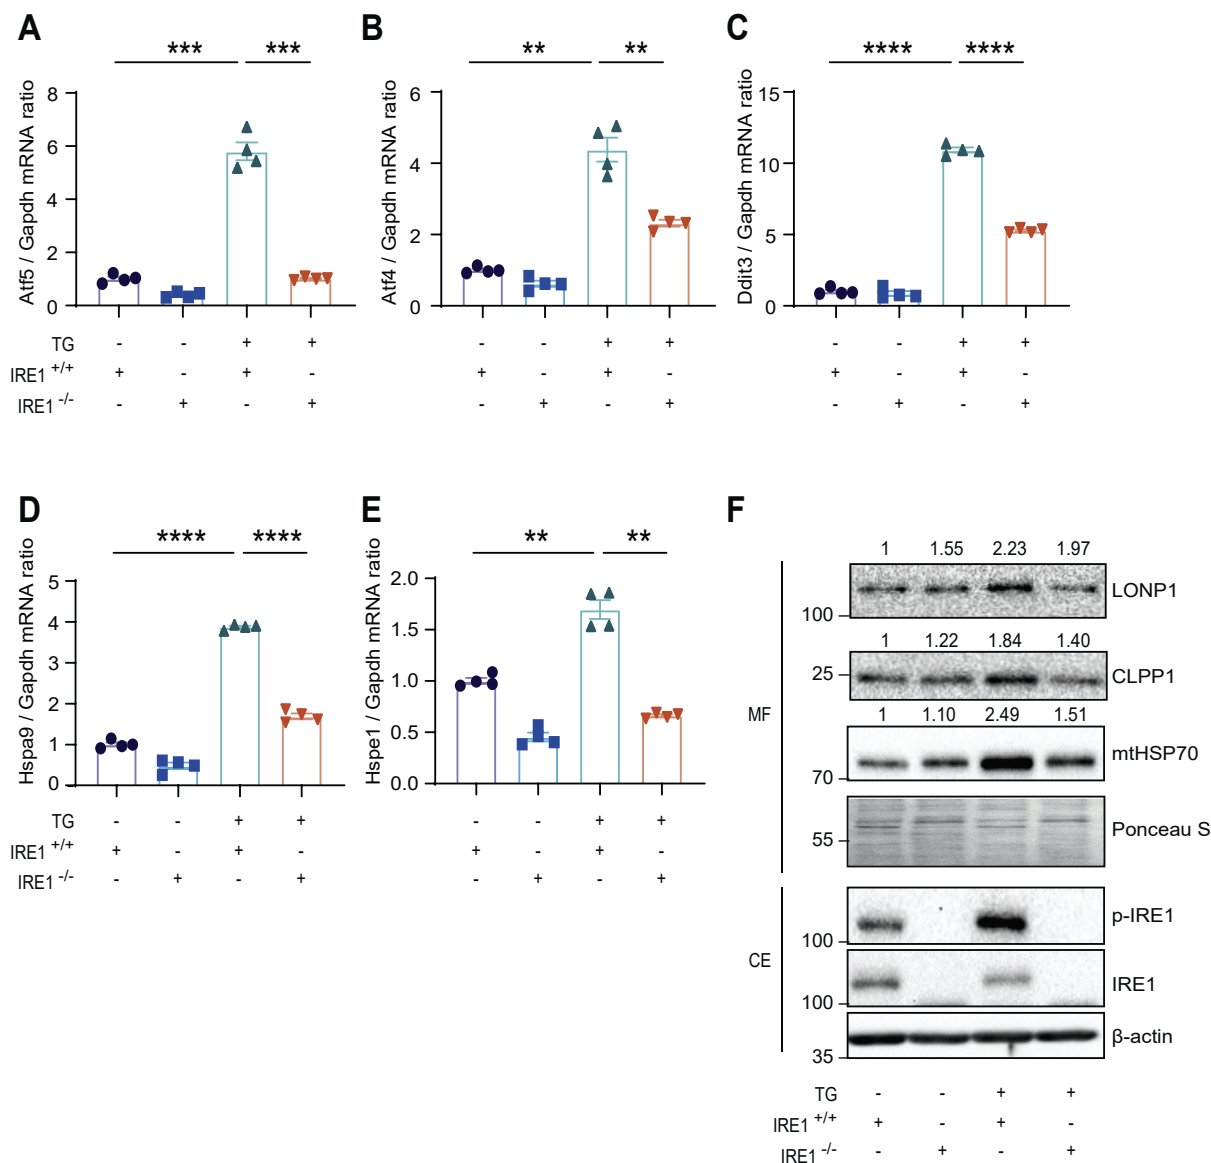 A
*** ***
Atf5 / Gapdh mRNA ratio
8
6
4
2
0
TG - - + +
IRE1 +/+ + - + -
IRE1 -/- - + - +
B
** **
Atf4 / Gapdh mRNA ratio
6
4
2
0
- - + +
+ - + -
- + - +
C
**** ****
Ddit3 / Gapdh mRNA ratio
15
10
5
0
- - + +
+ - + -
- + - +
D
**** ****
Hspa9 / Gapdh mRNA ratio
5
4
3
2
1
0
TG - - + +
IRE1 +/+ + - + -
IRE1 -/- - + - +
E
** **
Hspe1 / Gapdh mRNA ratio
2.0
1.5
1.0
0.5
0.0
- - + +
+ - + -
- + - +
F
MF
1 1.55 2.23 1.97
100 LONP1
1 1.22 1.84 1.40
25 CLPP1
1 1.10 2.49 1.51
70 mtHSP70
55 Ponceau S
CE
100 p-IRE1
100 IRE1
35 β-actin
TG - - + +
IRE1 +/+ + - + -
IRE1 -/- - + - +